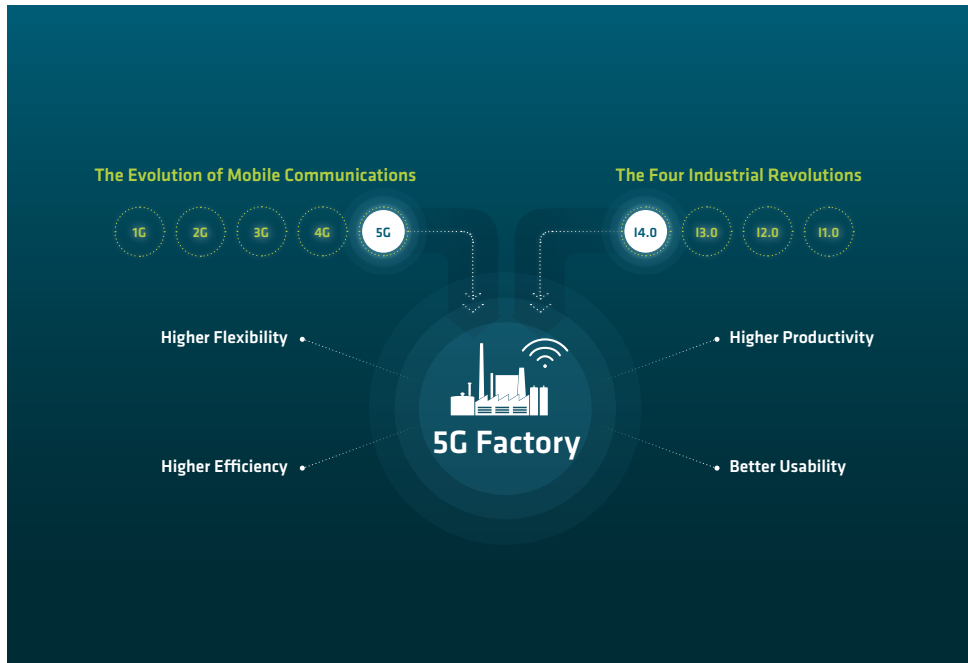 The Evolution of Mobile Communications
1G 2G 3G 4G 5G
The Four Industrial Revolutions
I4.0 I3.0 I2.0 I1.0
Higher Flexibility
Higher Productivity
5G Factory
Higher Efficiency
Better Usability